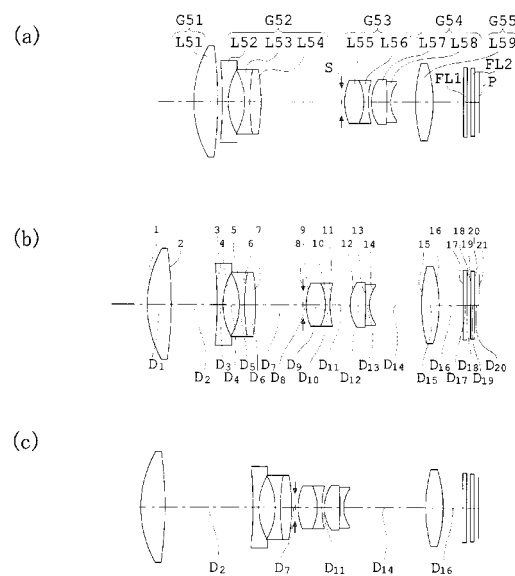 (a)
G51 G52 G53 G54 G55
L51 L52 L53 L54 L55 L56 L57 L58 L59
S FL1 FL2
P
(b)
1 2 3 5 7 9 11 13 16 18 20
4 6 8 10 12 14 15 17 19 21
D1 D2 D3 D4 D5 D6 D7 D8 D9 D10 D11 D12 D13 D14 D15 D16 D17 D18 D19 D20
(c)
D2 D7 D11 D14 D16